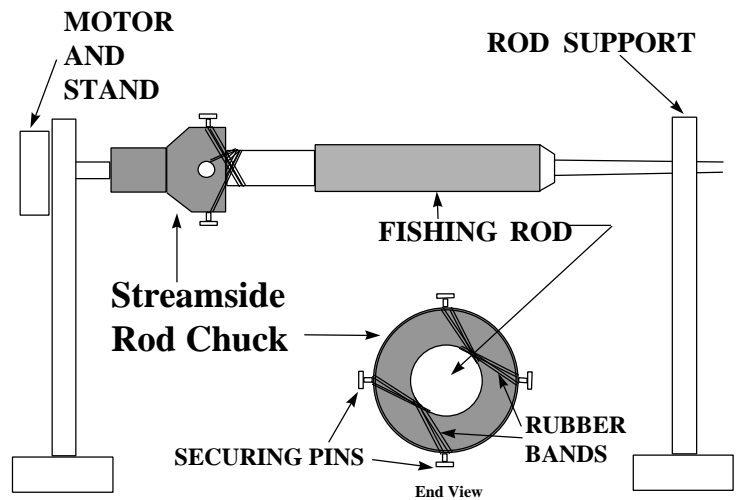 MOTOR
AND
STAND
ROD SUPPORT
FISHING ROD
Streamside
Rod Chuck
RUBBER
BANDS
SECURING PINS
End View